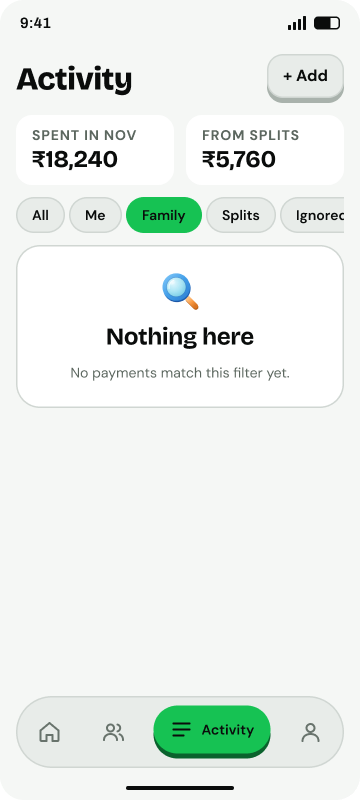 9:41
Activity
+ Add
SPENT IN NOV
₹18,240
FROM SPLITS
₹5,760
All
Me
Family
Splits
Ignored
Nothing here
No payments match this filter yet.
Activity